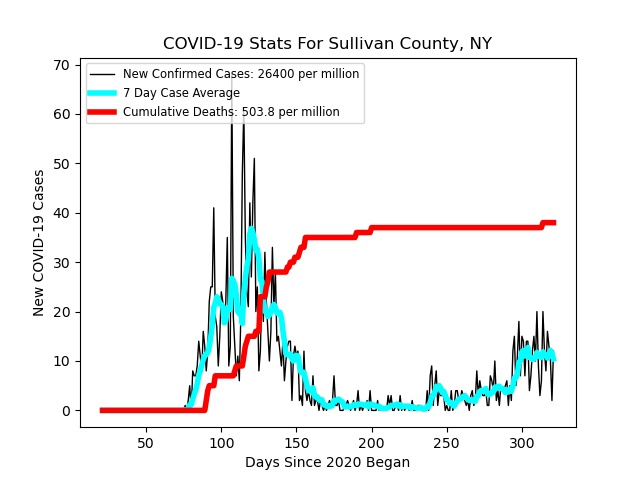 COVID-19 Stats For Sullivan County, NY
70
60
50
40
30
20
10
0
New COVID-19 Cases
New Confirmed Cases: 26400 per million
7 Day Case Average
Cumulative Deaths: 503.8 per million
50 100 150 200 250 300
Days Since 2020 Began